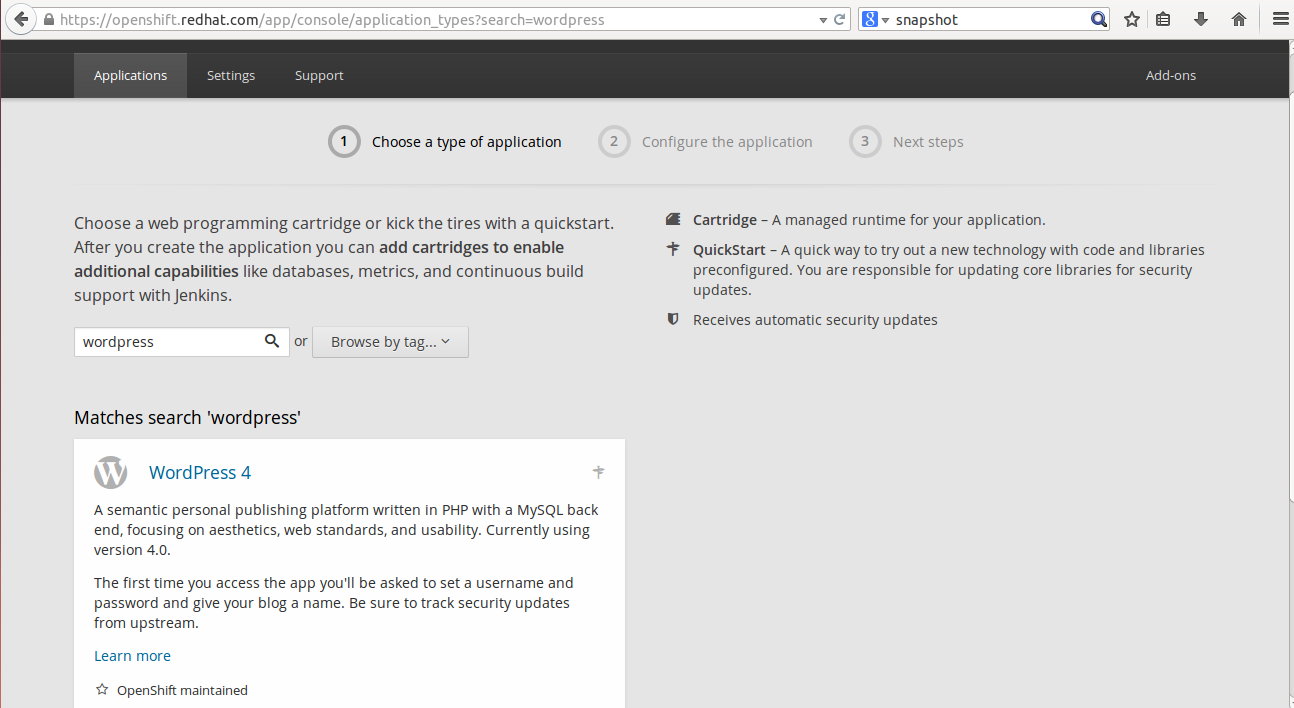 https://openshift.redhat.com/app/console/application_types?search=wordpress
snapshot
Applications Settings Support Add-ons
1 Choose a type of application 2 Configure the application 3 Next steps
Choose a web programming cartridge or kick the tires with a quickstart.
After you create the application you can add cartridges to enable
additional capabilities like databases, metrics, and continuous build
support with Jenkins.
Cartridge – A managed runtime for your application.
QuickStart – A quick way to try out a new technology with code and libraries
preconfigured. You are responsible for updating core libraries for security
updates.
Receives automatic security updates
wordpress or Browse by tag...
Matches search 'wordpress'
WordPress 4
A semantic personal publishing platform written in PHP with a MySQL back
end, focusing on aesthetics, web standards, and usability. Currently using
version 4.0.
The first time you access the app you'll be asked to set a username and
password and give your blog a name. Be sure to track security updates
from upstream.
Learn more
OpenShift maintained